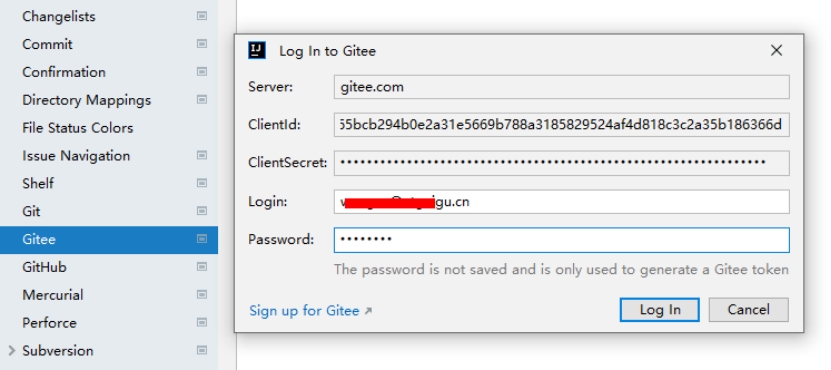 Changelists
Commit
Confirmation
Directory Mappings
File Status Colors
Issue Navigation
Shelf
Git
Gitee
GitHub
Mercurial
Perforce
Subversion
Log In to Gitee
Server: gitee.com
ClientId: 55bcb294b0e2a31e5669b788a3185829524af4d818c3c2a35b186366d
ClientSecret:
Login: igu.cn
Password:
The password is not saved and is only used to generate a Gitee token
Sign up for Gitee
Log In
Cancel